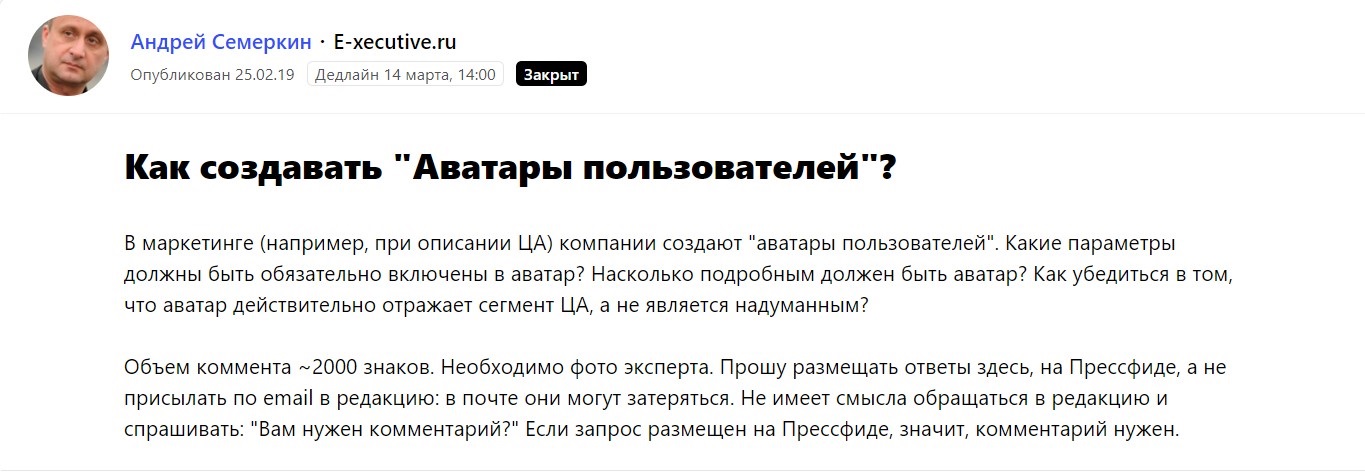 Андрей Семеркин · E-xecutive.ru
Опубликован 25.02.19 Дедлайн 14 марта, 14:00 Закрыт
Как создавать "Аватары пользователей"?
В маркетинге (например, при описании ЦА) компании создают "аватары пользователей". Какие параметры
должны быть обязательно включены в аватар? Насколько подробным должен быть аватар? Как убедиться в том,
что аватар действительно отражает сегмент ЦА, а не является надуманным?
Объем коммента ~2000 знаков. Необходимо фото эксперта. Прошу размещать ответы здесь, на Прессфиде, а не
присылать по email в редакцию: в почте они могут затеряться. Не имеет смысла обращаться в редакцию и
спрашивать: "Вам нужен комментарий?" Если запрос размещен на Прессфиде, значит, комментарий нужен.